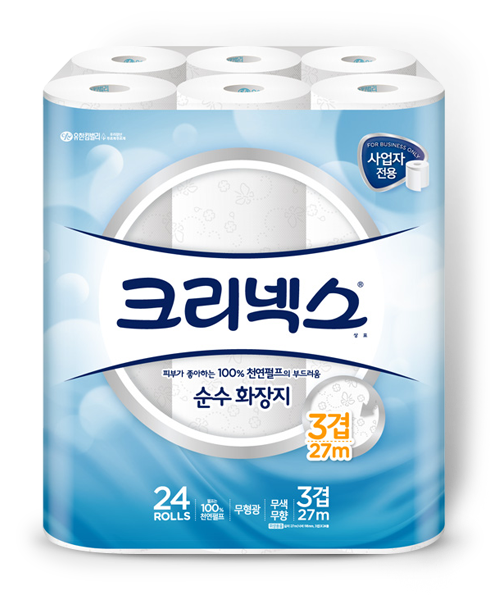 유한킴벌리
FOR BUSINESS ONLY
사업자
전용
크리넥스®
상 표
피부가 좋아하는 100% 천연펄프의 부드러움
순수 화장지
3겹
27m
24
ROLLS
100%
천연펄프
무형광
무색
무향
3겹
27m